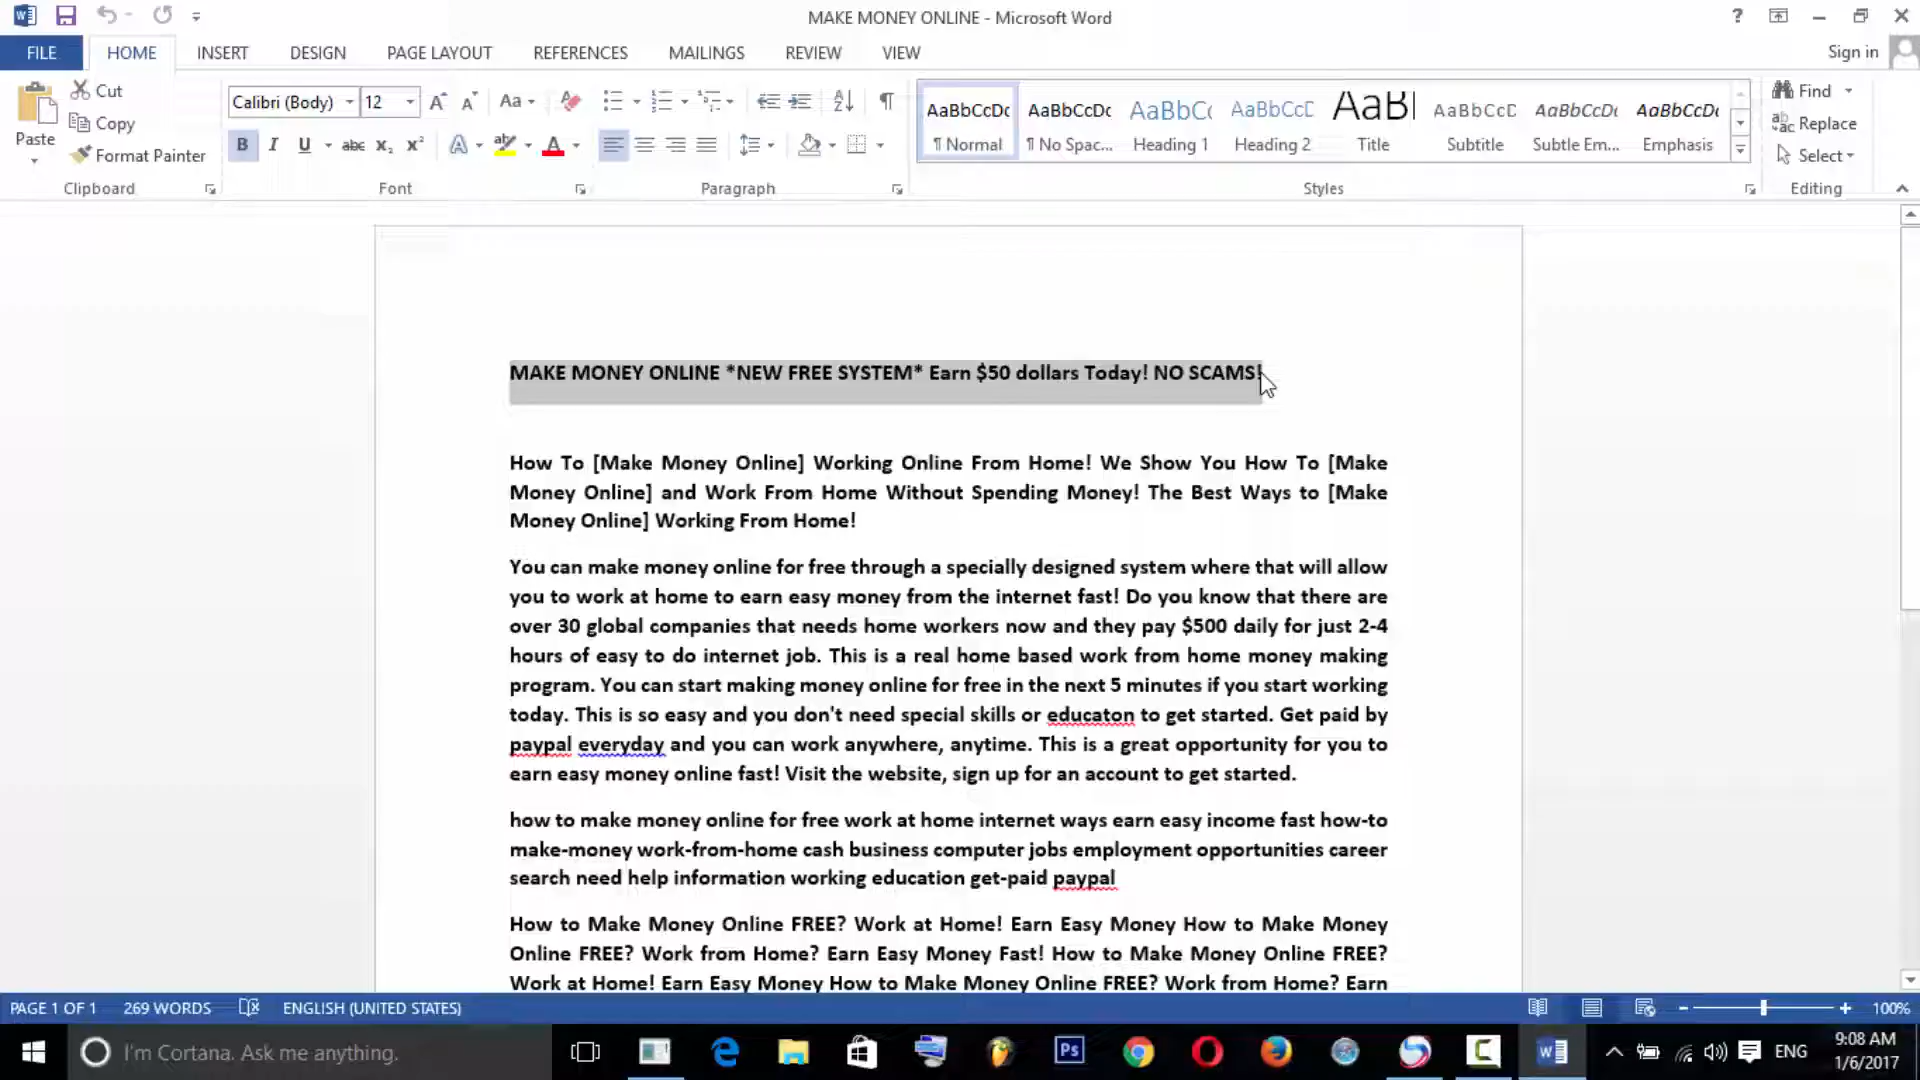 MAKE MONEY ONLINE - Microsoft Word
?
FILE HOME INSERT DESIGN PAGE LAYOUT REFERENCES MAILINGS REVIEW VIEW Sign in
Paste
Cut
Copy
Format Painter
Calibri (Body) 12
Aa
B I U abc X₂ X² A A
AaBbCcDc AaBbCcDc AaBbC AaBbCcD AaB AaBbCcD AaBbCcDc AaBbCcDc
¶ Normal ¶ No Spac... Heading 1 Heading 2 Title Subtitle Subtle Em... Emphasis
Find
Replace
Select
Clipboard Font Paragraph Styles Editing
MAKE MONEY ONLINE *NEW FREE SYSTEM* Earn $50 dollars Today! NO SCAMS!
How To [Make Money Online] Working Online From Home! We Show You How To [Make
Money Online] and Work From Home Without Spending Money! The Best Ways to [Make
Money Online] Working From Home!
You can make money online for free through a specially designed system where that will allow
you to work at home to earn easy money from the internet fast! Do you know that there are
over 30 global companies that needs home workers now and they pay $500 daily for just 2-4
hours of easy to do internet job. This is a real home based work from home money making
program. You can start making money online for free in the next 5 minutes if you start working
today. This is so easy and you don't need special skills or educaton to get started. Get paid by
paypal everyday and you can work anywhere, anytime. This is a great opportunity for you to
earn easy money online fast! Visit the website, sign up for an account to get started.
how to make money online for free work at home internet ways earn easy income fast how-to
make-money work-from-home cash business computer jobs employment opportunities career
search need help information working education get-paid paypal
How to Make Money Online FREE? Work at Home! Earn Easy Money How to Make Money
Online FREE? Work from Home? Earn Easy Money Fast! How to Make Money Online FREE?
Work at Home! Earn Easy Money How to Make Money Online FREE? Work from Home? Earn
PAGE 1 OF 1 269 WORDS ENGLISH (UNITED STATES) 100%
I'm Cortana. Ask me anything.
Ps
ENG
9:08 AM
1/6/2017